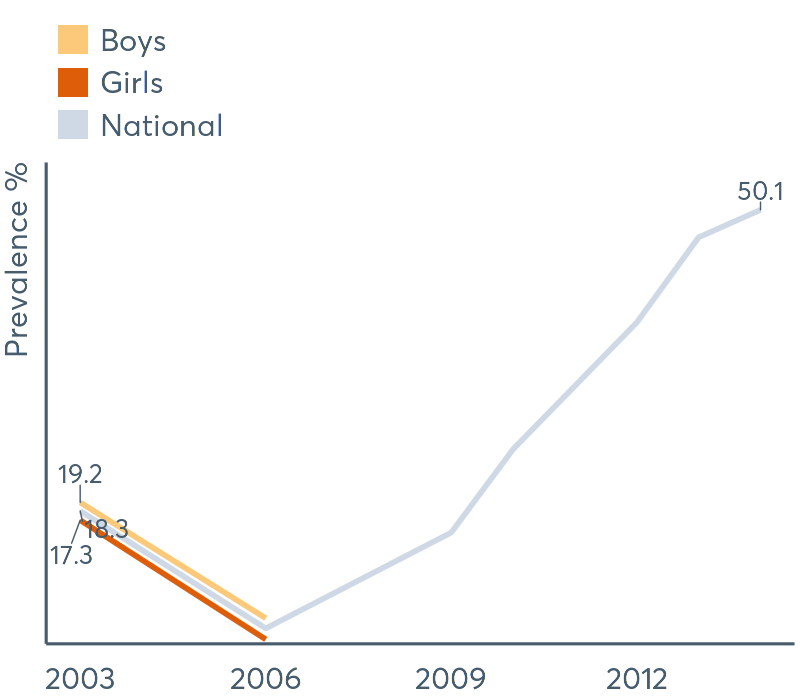 Boys
Girls
National
Prevalence %
50.1
19.2
18.3
17.3
2003 2006 2009 2012